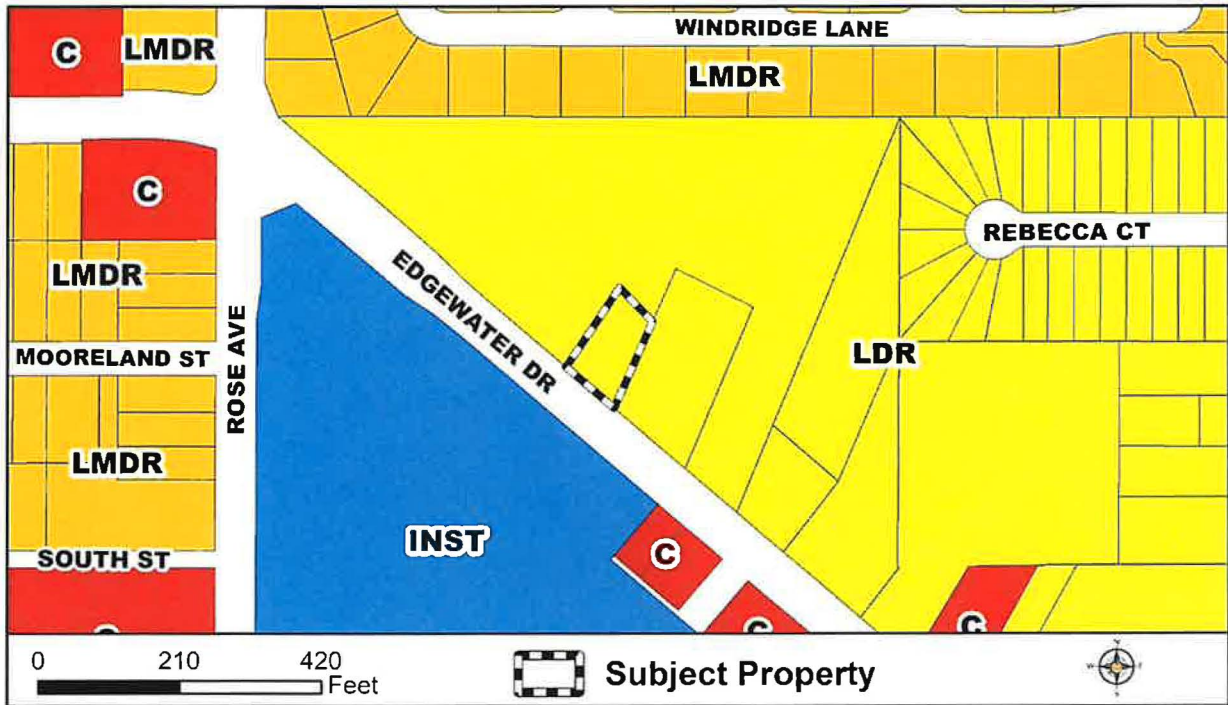 WINDRIDGE LANE
C
LMDR
LMDR
C
REBECCA CT
LMDR
EDGEWATER DR
MOORELAND ST
ROSE AVE
LDR
LMDR
INST
C
SOUTH ST
C
C
C
0 210 420
Feet
Subject Property